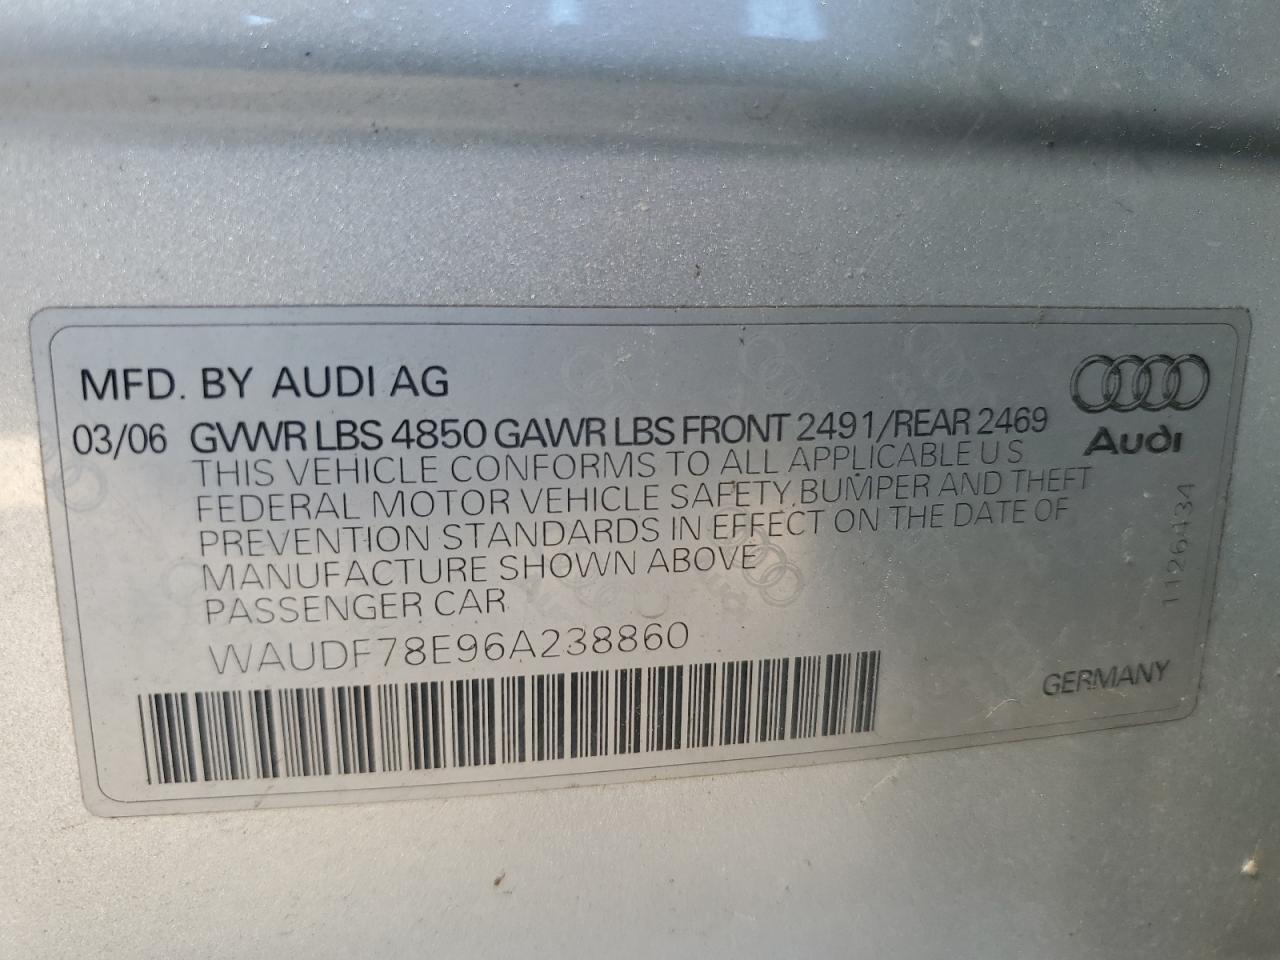 MFD. BY AUDI AG
03/06 GVWR LBS 4850 GAWR LBS FRONT 2491/REAR 2469
Audi
THIS VEHICLE CONFORMS TO ALL APPLICABLE U S
FEDERAL MOTOR VEHICLE SAFETY, BUMPER AND THEFT
PREVENTION STANDARDS IN EFFECT ON THE DATE OF
MANUFACTURE SHOWN ABOVE
PASSENGER CAR
1126434
WAUDF78E96A238860
GERMANY